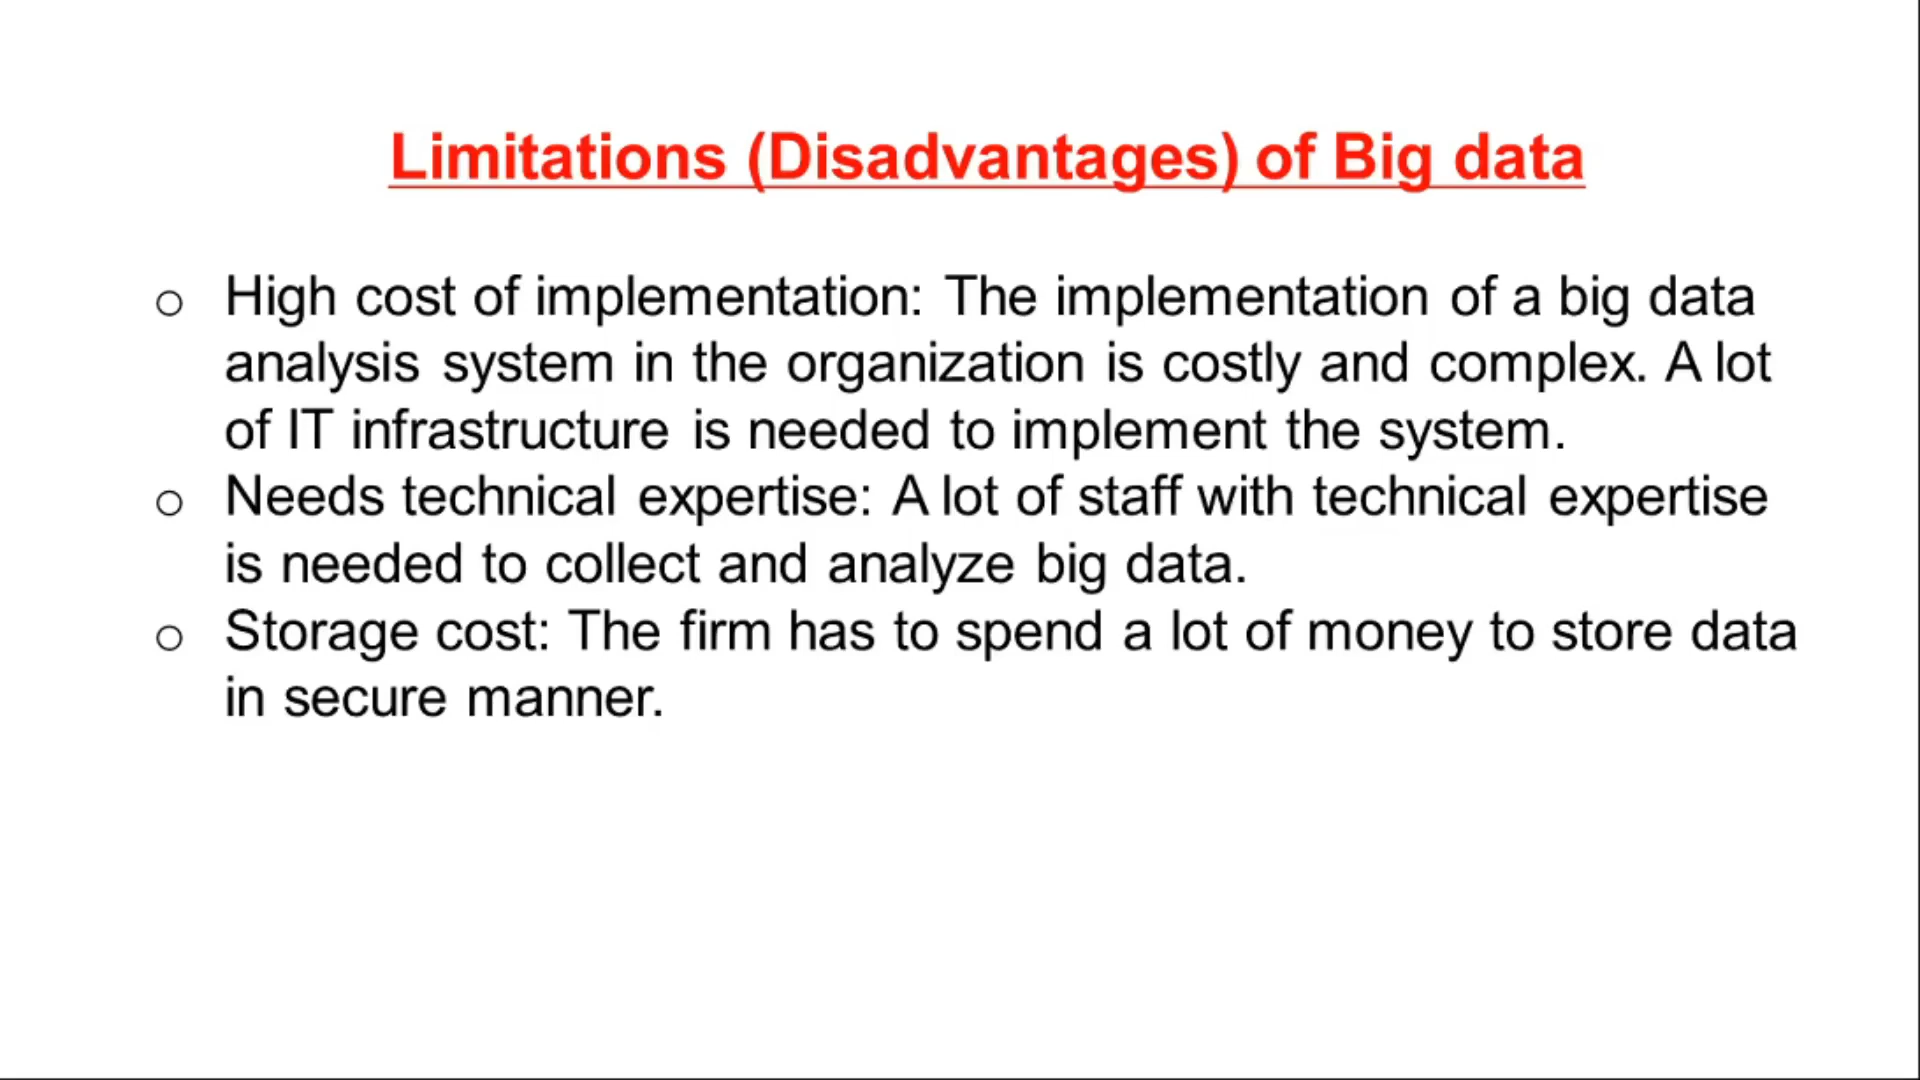 Limitations (Disadvantages) of Big data
o High cost of implementation: The implementation of a big data
analysis system in the organization is costly and complex. A lot
of IT infrastructure is needed to implement the system.
o Needs technical expertise: A lot of staff with technical expertise
is needed to collect and analyze big data.
o Storage cost: The firm has to spend a lot of money to store data
in secure manner.